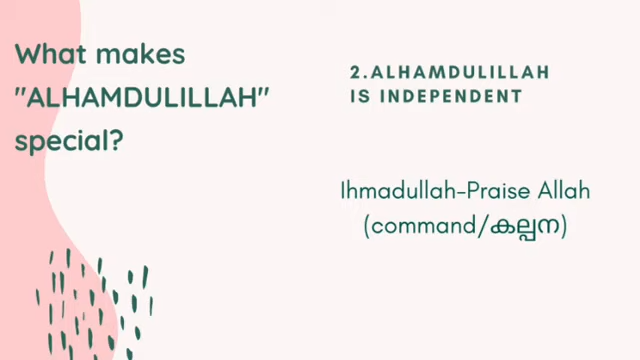 What makes
"ALHAMDULILLAH"
special?
2.ALHAMDULILLAH
IS INDEPENDENT
Ihmadullah-Praise Allah
(command/കല്പന)